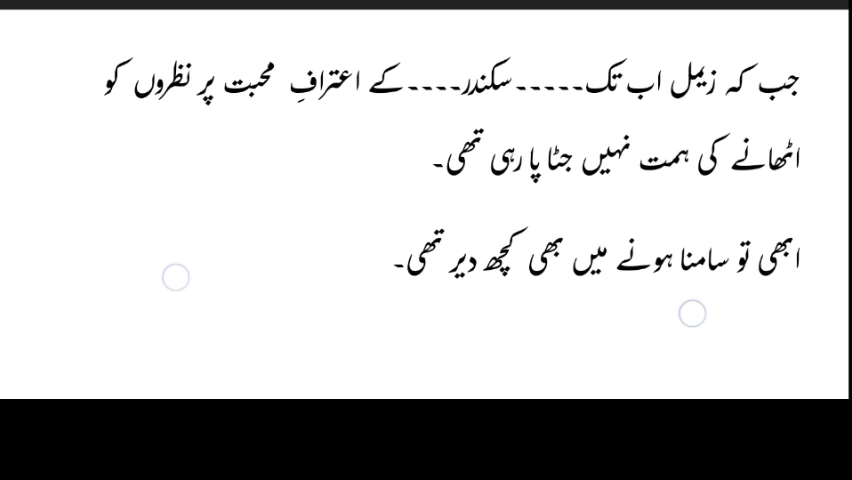 جب کہ زیمل اب تک-----سکندر----کے اعترافِ محبت پر نظروں کو
اٹھانے کی ہمت نہیں جٹا پا رہی تھی۔
ابھی تو سامنا ہونے میں بھی کچھ دیر تھی۔